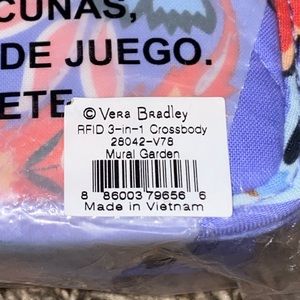 CUNAS,
DE JUEGO.
ETE
© Vera Bradley
RFID 3-in-1 Crossbody
28042-V78
Mural Garden
8 86003 79656 6
Made in Vietnam